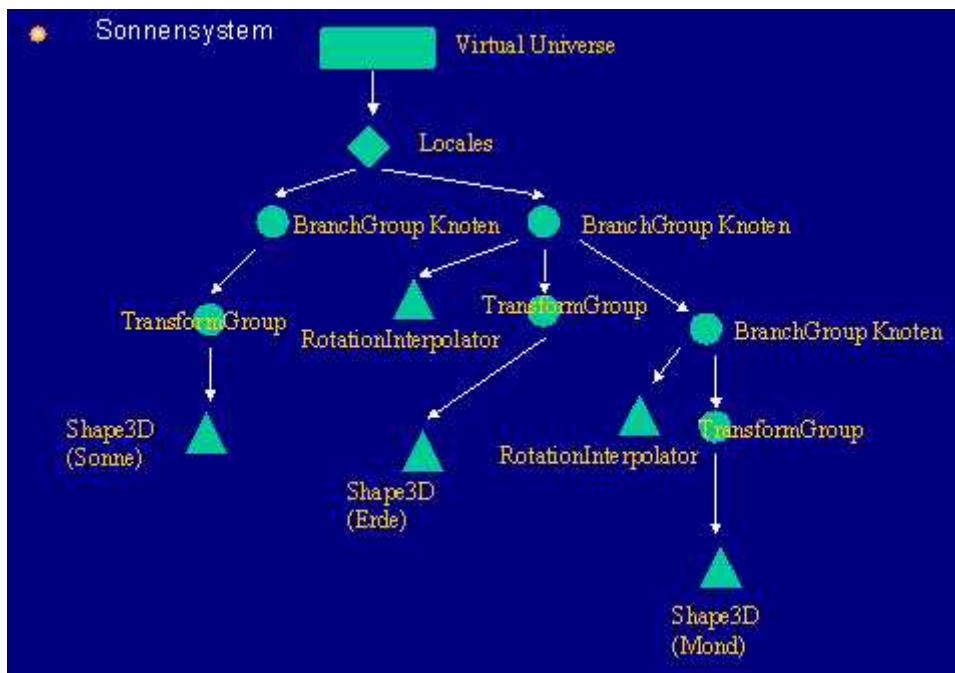 Sonnensystem
Virtual Universe
Locales
BranchGroup Knoten
BranchGroup Knoten
TransformGroup
TransformGroup
RotationInterpolator
BranchGroup Knoten
Shape3D
(Sonne)
TransformGroup
RotationInterpolator
Shape3D
(Erde)
Shape3D
(Mond)